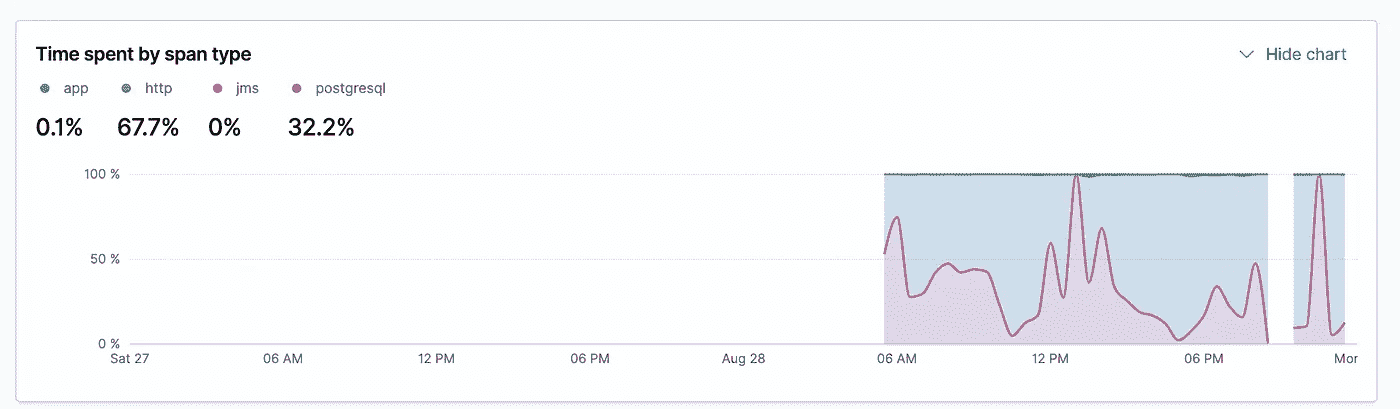 Time spent by span type
Hide chart
app http jms postgresql
0.1% 67.7% 0% 32.2%
100 %
50 %
0 %
Sat 27 06 AM 12 PM 06 PM Aug 28 06 AM 12 PM 06 PM Mor